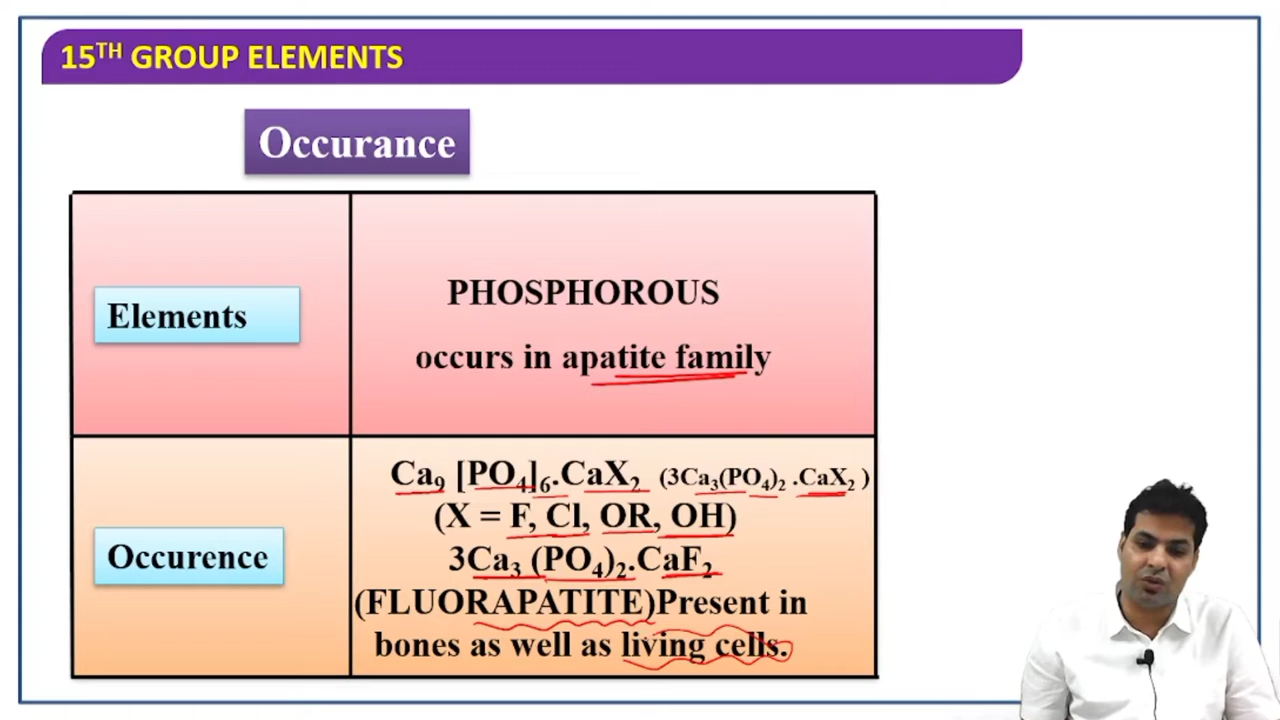 15TH GROUP ELEMENTS
Occurance
Elements
PHOSPHOROUS
occurs in apatite family
Occurence
Ca₉ [PO₄]₆.CaX₂ (3Ca₃(PO₄)₂ .CaX₂ )
(X = F, Cl, OR, OH)
3Ca₃ (PO₄)₂.CaF₂
(FLUORAPATITE)Present in
bones as well as living cells.